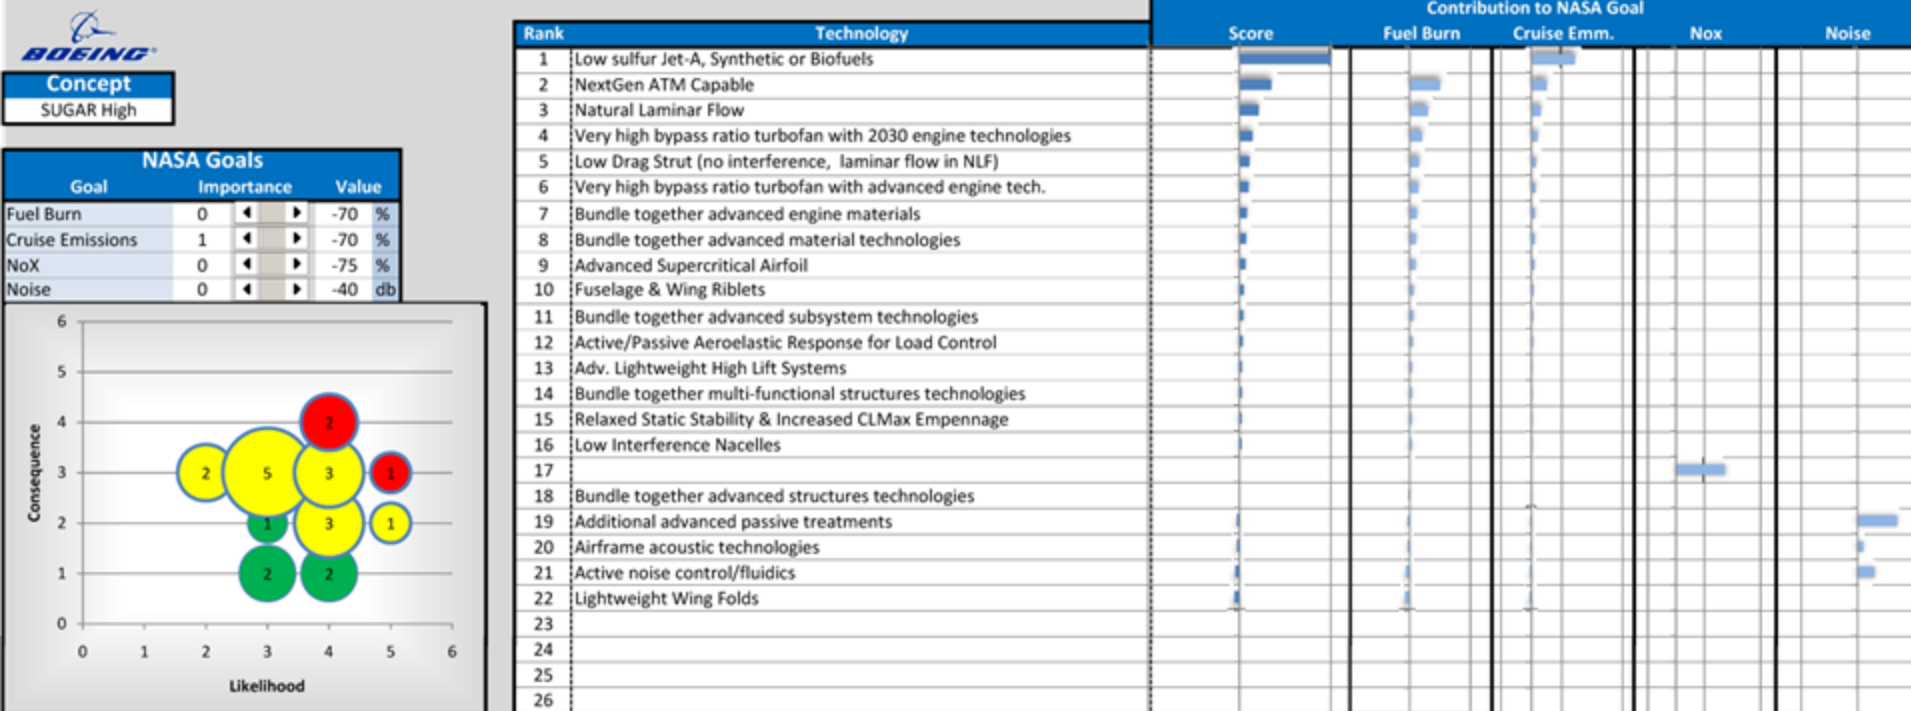 BOEING
Concept
SUGAR High
NASA Goals
Goal Importance Value
Fuel Burn 0 -70 %
Cruise Emissions 1 -70 %
NoX 0 -75 %
Noise 0 -40 db
6
5
4
3
2
1
0
0 1 2 3 4 5 6
Consequence
Likelihood
2
2 5 3 1
1 3 1
2 2
Contribution to NASA Goal
Rank Technology Score Fuel Burn Cruise Emm. Nox Noise
1 Low sulfur Jet-A, Synthetic or Biofuels
2 NextGen ATM Capable
3 Natural Laminar Flow
4 Very high bypass ratio turbofan with 2030 engine technologies
5 Low Drag Strut (no interference, laminar flow in NLF)
6 Very high bypass ratio turbofan with advanced engine tech.
7 Bundle together advanced engine materials
8 Bundle together advanced material technologies
9 Advanced Supercritical Airfoil
10 Fuselage & Wing Riblets
11 Bundle together advanced subsystem technologies
12 Active/Passive Aeroelastic Response for Load Control
13 Adv. Lightweight High Lift Systems
14 Bundle together multi-functional structures technologies
15 Relaxed Static Stability & Increased CLMax Empennage
16 Low Interference Nacelles
17
18 Bundle together advanced structures technologies
19 Additional advanced passive treatments
20 Airframe acoustic technologies
21 Active noise control/fluidics
22 Lightweight Wing Folds
23
24
25
26